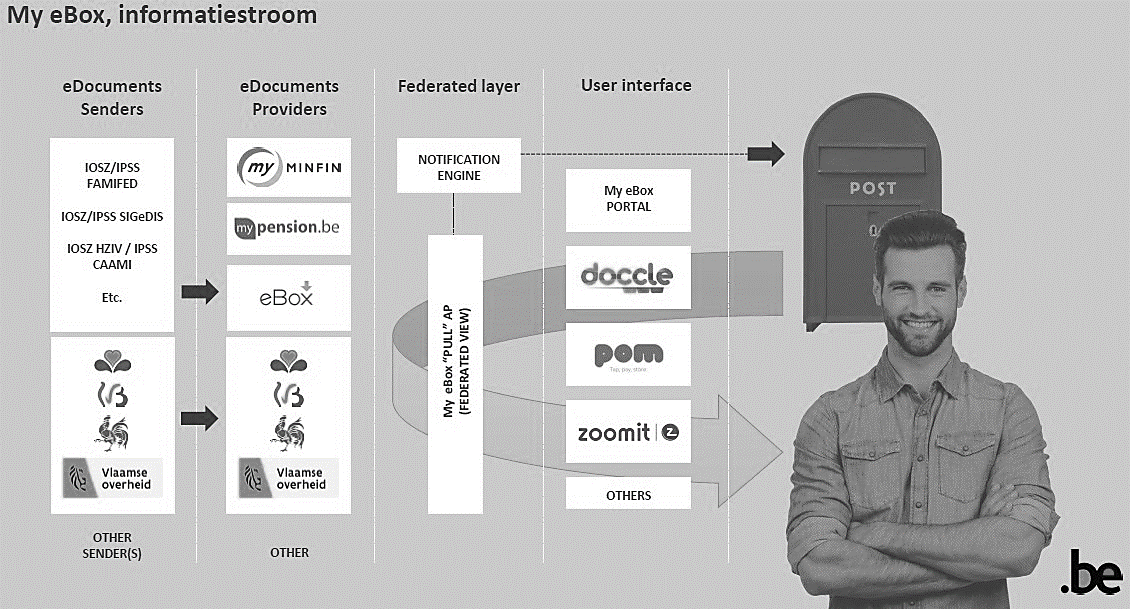 My eBox, informatiestroom
eDocuments
Senders
IOSZ/IPSS
FAMIFED
IOSZ/IPSS SIGeDIS
IOSZ HZIV / IPSS
CAAMI
Etc.
Vlaamse
overheid
OTHER
SENDER(S)
eDocuments
Providers
my MINFIN
mypension.be
eBox
Vlaamse
overheid
OTHER
Federated layer
NOTIFICATION
ENGINE
My eBox “PULL” AP
(FEDERATED VIEW)
User interface
My eBox
PORTAL
doccle
pom
Tap, pay, store.
zoomit z
OTHERS
POST
.be